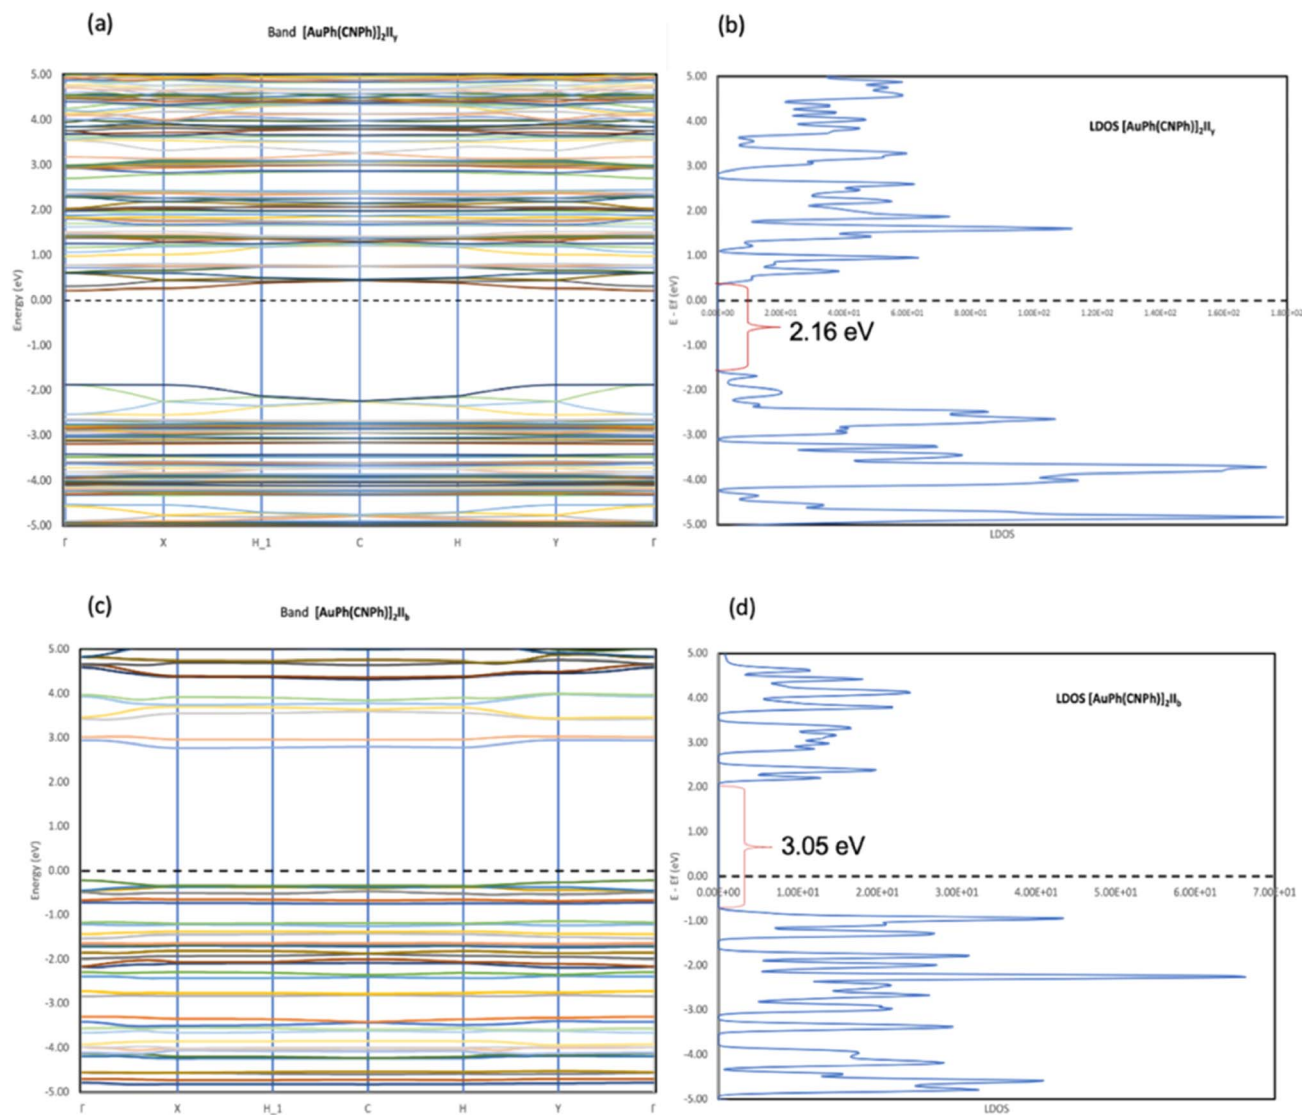 (a)
Band [AuPh(CNPh)]₂II_y
5.00
4.00
3.00
2.00
1.00
0.00
-1.00
-2.00
-3.00
-4.00
-5.00
Energy (eV)
Γ X H_1 C H Y Γ
(b)
LDOS [AuPh(CNPh)]₂II_y
5.00
4.00
3.00
2.00
1.00
0.00
-1.00
-2.00
-3.00
-4.00
-5.00
E - Ef (eV)
0.00E+00 2.00E+01 4.00E+01 6.00E+01 8.00E+01 1.00E+02 1.20E+02 1.40E+02 1.60E+02 1.80E+02
2.16 eV
LDOS
(c)
Band [AuPh(CNPh)]₂II_b
5.00
4.00
3.00
2.00
1.00
0.00
-1.00
-2.00
-3.00
-4.00
-5.00
Energy (eV)
Γ X H_1 C H Y Γ
(d)
LDOS [AuPh(CNPh)]₂II_b
5.00
4.00
3.00
2.00
1.00
0.00
-1.00
-2.00
-3.00
-4.00
-5.00
E - Ef (eV)
3.05 eV
0.00E+00 1.00E+01 2.00E+01 3.00E+01 4.00E+01 5.00E+01 6.00E+01 7.00E+01
LDOS